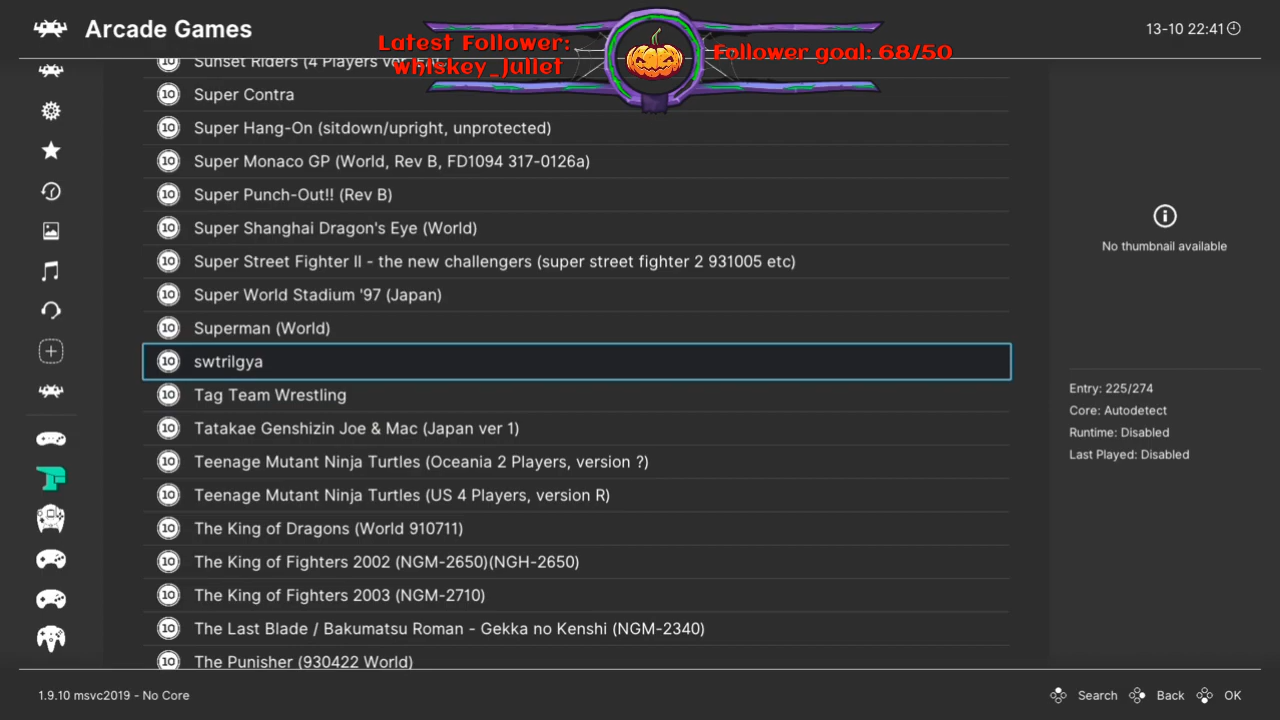 Arcade Games
Latest Follower:
whiskey_Jullet
Follower goal: 68/50
13-10 22:41
Sunset Riders (4 Players ver
Super Contra
Super Hang-On (sitdown/upright, unprotected)
Super Monaco GP (World, Rev B, FD1094 317-0126a)
Super Punch-Out!! (Rev B)
Super Shanghai Dragon's Eye (World)
Super Street Fighter II - the new challengers (super street fighter 2 931005 etc)
Super World Stadium '97 (Japan)
Superman (World)
swtrilgya
Tag Team Wrestling
Tatakae Genshizin Joe & Mac (Japan ver 1)
Teenage Mutant Ninja Turtles (Oceania 2 Players, version ?)
Teenage Mutant Ninja Turtles (US 4 Players, version R)
The King of Dragons (World 910711)
The King of Fighters 2002 (NGM-2650)(NGH-2650)
The King of Fighters 2003 (NGM-2710)
The Last Blade / Bakumatsu Roman - Gekka no Kenshi (NGM-2340)
The Punisher (930422 World)
No thumbnail available
Entry: 225/274
Core: Autodetect
Runtime: Disabled
Last Played: Disabled
1.9.10 msvc2019 - No Core
Search
Back
OK